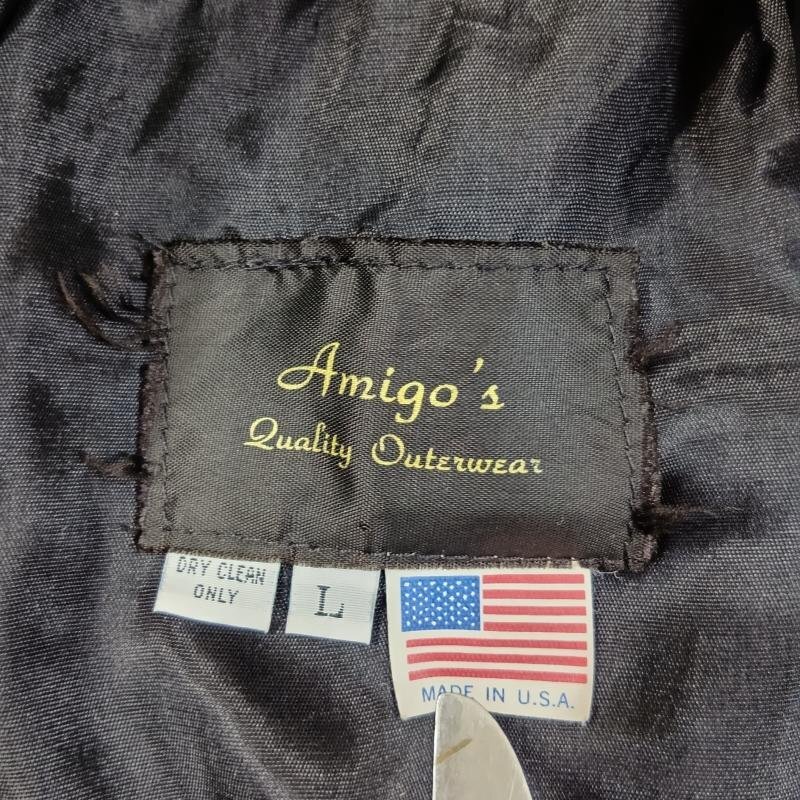 Amigo's
Quality Outerwear
DRY CLEAN
ONLY
L
MADE IN U.S.A.